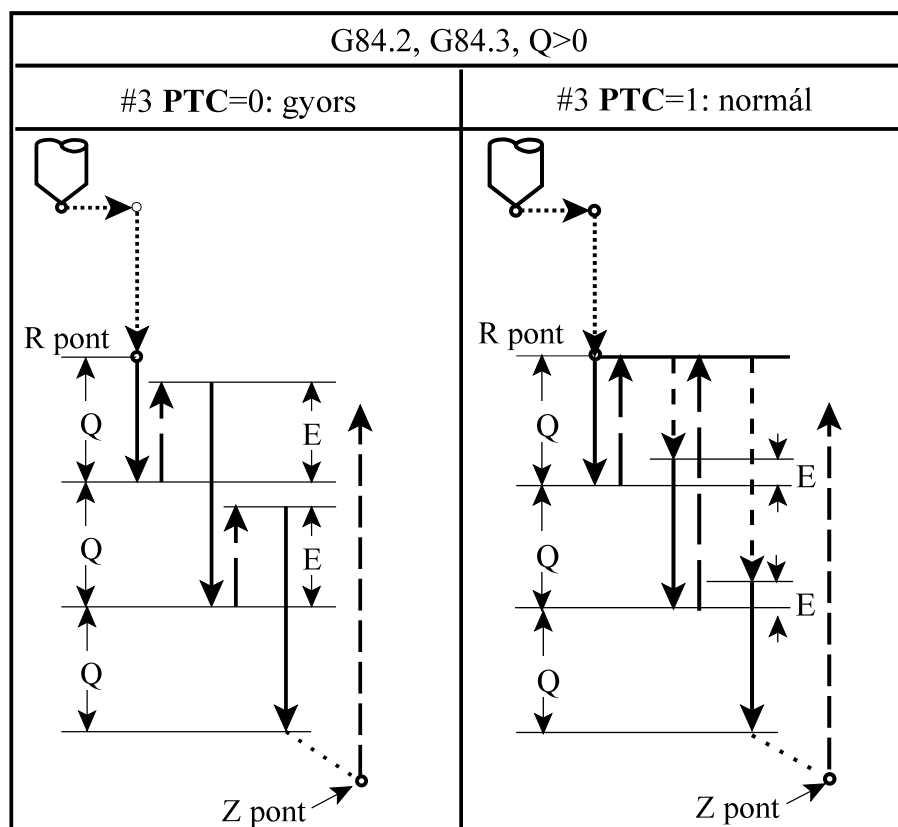 G84.2, G84.3, Q>0
#3 PTC=0: gyors
R pont
Q
E
Q
E
Q
Z pont
#3 PTC=1: normál
R pont
Q
E
Q
E
Q
Z pont